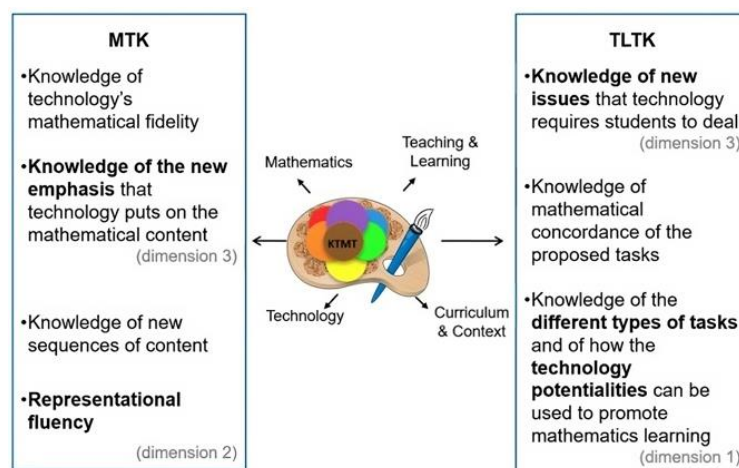 MTK
•Knowledge of
technology's
mathematical fidelity
•Knowledge of the new
emphasis that
technology puts on the
mathematical content
(dimension 3)
•Knowledge of new
sequences of content
•Representational
fluency
(dimension 2)
Mathematics
Teaching &
Learning
KTMT
Technology
Curriculum
& Context
TLTK
•Knowledge of new
issues that technology
requires students to deal
(dimension 3)
•Knowledge of
mathematical
concordance of the
proposed tasks
•Knowledge of the
different types of tasks
and of how the
technology
potentialities can be
used to promote
mathematics learning
(dimension 1)